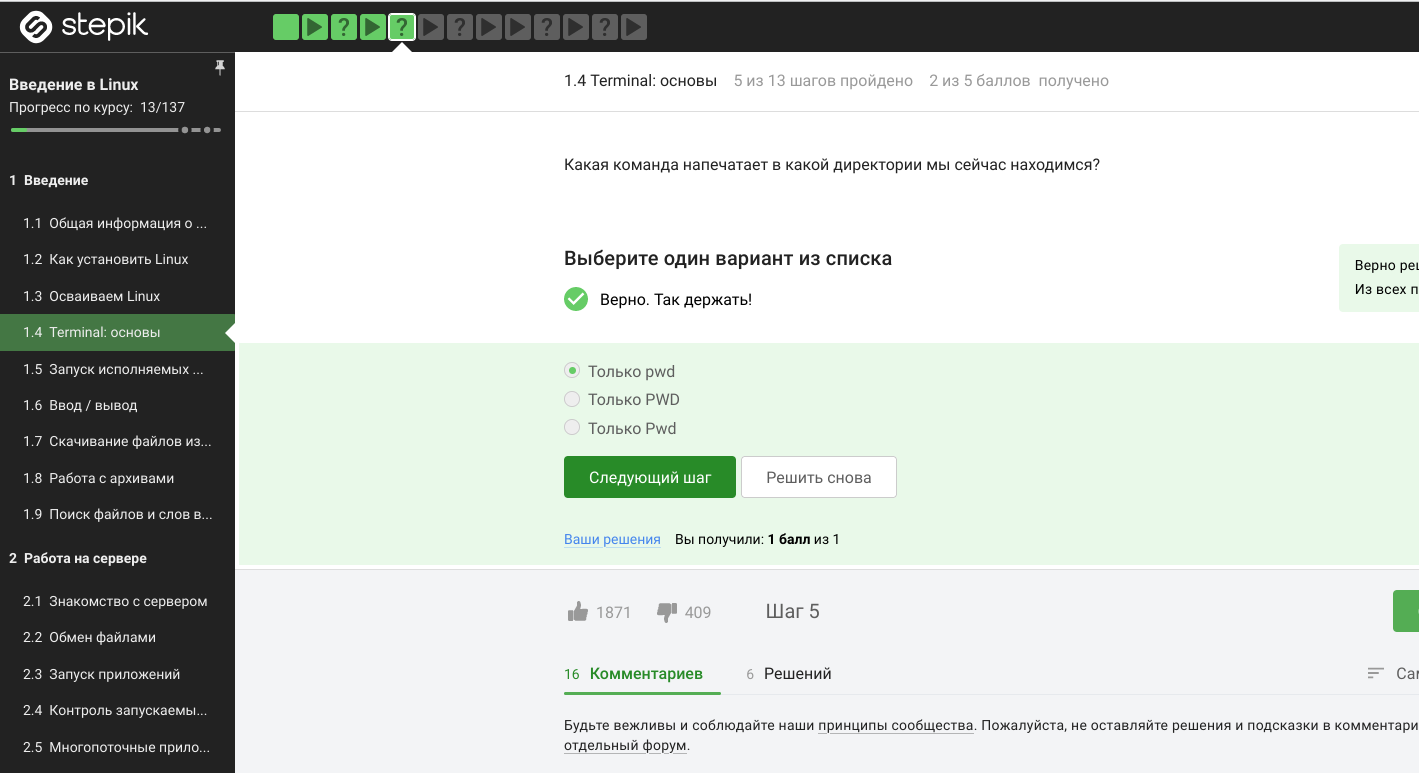 stepik
Введение в Linux
Прогресс по курсу: 13/137
1 Введение
1.1 Общая информация о ...
1.2 Как установить Linux
1.3 Осваиваем Linux
1.4 Terminal: основы
1.5 Запуск исполняемых ...
1.6 Ввод / вывод
1.7 Скачивание файлов из...
1.8 Работа с архивами
1.9 Поиск файлов и слов в...
2 Работа на сервере
2.1 Знакомство с сервером
2.2 Обмен файлами
2.3 Запуск приложений
2.4 Контроль запускаемы...
2.5 Многопоточные прило...
1.4 Terminal: основы 5 из 13 шагов пройдено 2 из 5 баллов получено
Какая команда напечатает в какой директории мы сейчас находимся?
Выберите один вариант из списка
Верно. Так держать!
Верно
Из всех
Только pwd
Только PWD
Только Pwd
Следующий шаг Решить снова
Ваши решения Вы получили: 1 балл из 1
1871 409 Шаг 5
16 Комментариев 6 Решений
Будьте вежливы и соблюдайте наши принципы сообщества. Пожалуйста, не оставляйте решения и подсказки в
отдельный форум.